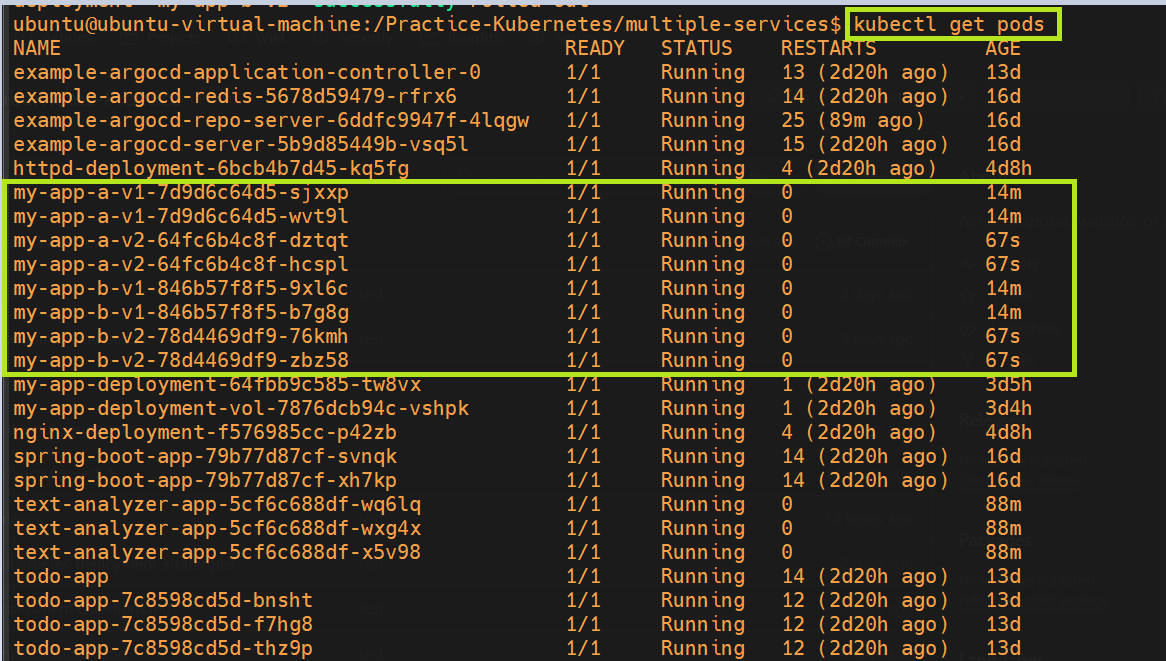 deployment "my-app-b-v2" successfully rolled out
ubuntu@ubuntu-virtual-machine:/Practice-Kubernetes/multiple-services$ kubectl get pods
NAME READY STATUS RESTARTS AGE
example-argocd-application-controller-0 1/1 Running 13 (2d20h ago) 13d
example-argocd-redis-5678d59479-rfrx6 1/1 Running 14 (2d20h ago) 16d
example-argocd-repo-server-6ddfc9947f-4lqgw 1/1 Running 25 (89m ago) 16d
example-argocd-server-5b9d85449b-vsq5l 1/1 Running 15 (2d20h ago) 16d
httpd-deployment-6bcb4b7d45-kq5fg 1/1 Running 4 (2d20h ago) 4d8h
my-app-a-v1-7d9d6c64d5-sjxxp 1/1 Running 0 14m
my-app-a-v1-7d9d6c64d5-wvt9l 1/1 Running 0 14m
my-app-a-v2-64fc6b4c8f-dztqt 1/1 Running 0 67s
my-app-a-v2-64fc6b4c8f-hcspl 1/1 Running 0 67s
my-app-b-v1-846b57f8f5-9xl6c 1/1 Running 0 14m
my-app-b-v1-846b57f8f5-b7g8g 1/1 Running 0 14m
my-app-b-v2-78d4469df9-76kmh 1/1 Running 0 67s
my-app-b-v2-78d4469df9-zbz58 1/1 Running 0 67s
my-app-deployment-64fbb9c585-tw8vx 1/1 Running 1 (2d20h ago) 3d5h
my-app-deployment-vol-7876dcb94c-vshpk 1/1 Running 1 (2d20h ago) 3d4h
nginx-deployment-f576985cc-p42zb 1/1 Running 4 (2d20h ago) 4d8h
spring-boot-app-79b77d87cf-svnqk 1/1 Running 14 (2d20h ago) 16d
spring-boot-app-79b77d87cf-xh7kp 1/1 Running 14 (2d20h ago) 16d
text-analyzer-app-5cf6c688df-wq6lq 1/1 Running 0 88m
text-analyzer-app-5cf6c688df-wxg4x 1/1 Running 0 88m
text-analyzer-app-5cf6c688df-x5v98 1/1 Running 0 88m
todo-app 1/1 Running 14 (2d20h ago) 13d
todo-app-7c8598cd5d-bnsht 1/1 Running 12 (2d20h ago) 13d
todo-app-7c8598cd5d-f7hg8 1/1 Running 12 (2d20h ago) 13d
todo-app-7c8598cd5d-thz9p 1/1 Running 12 (2d20h ago) 13d